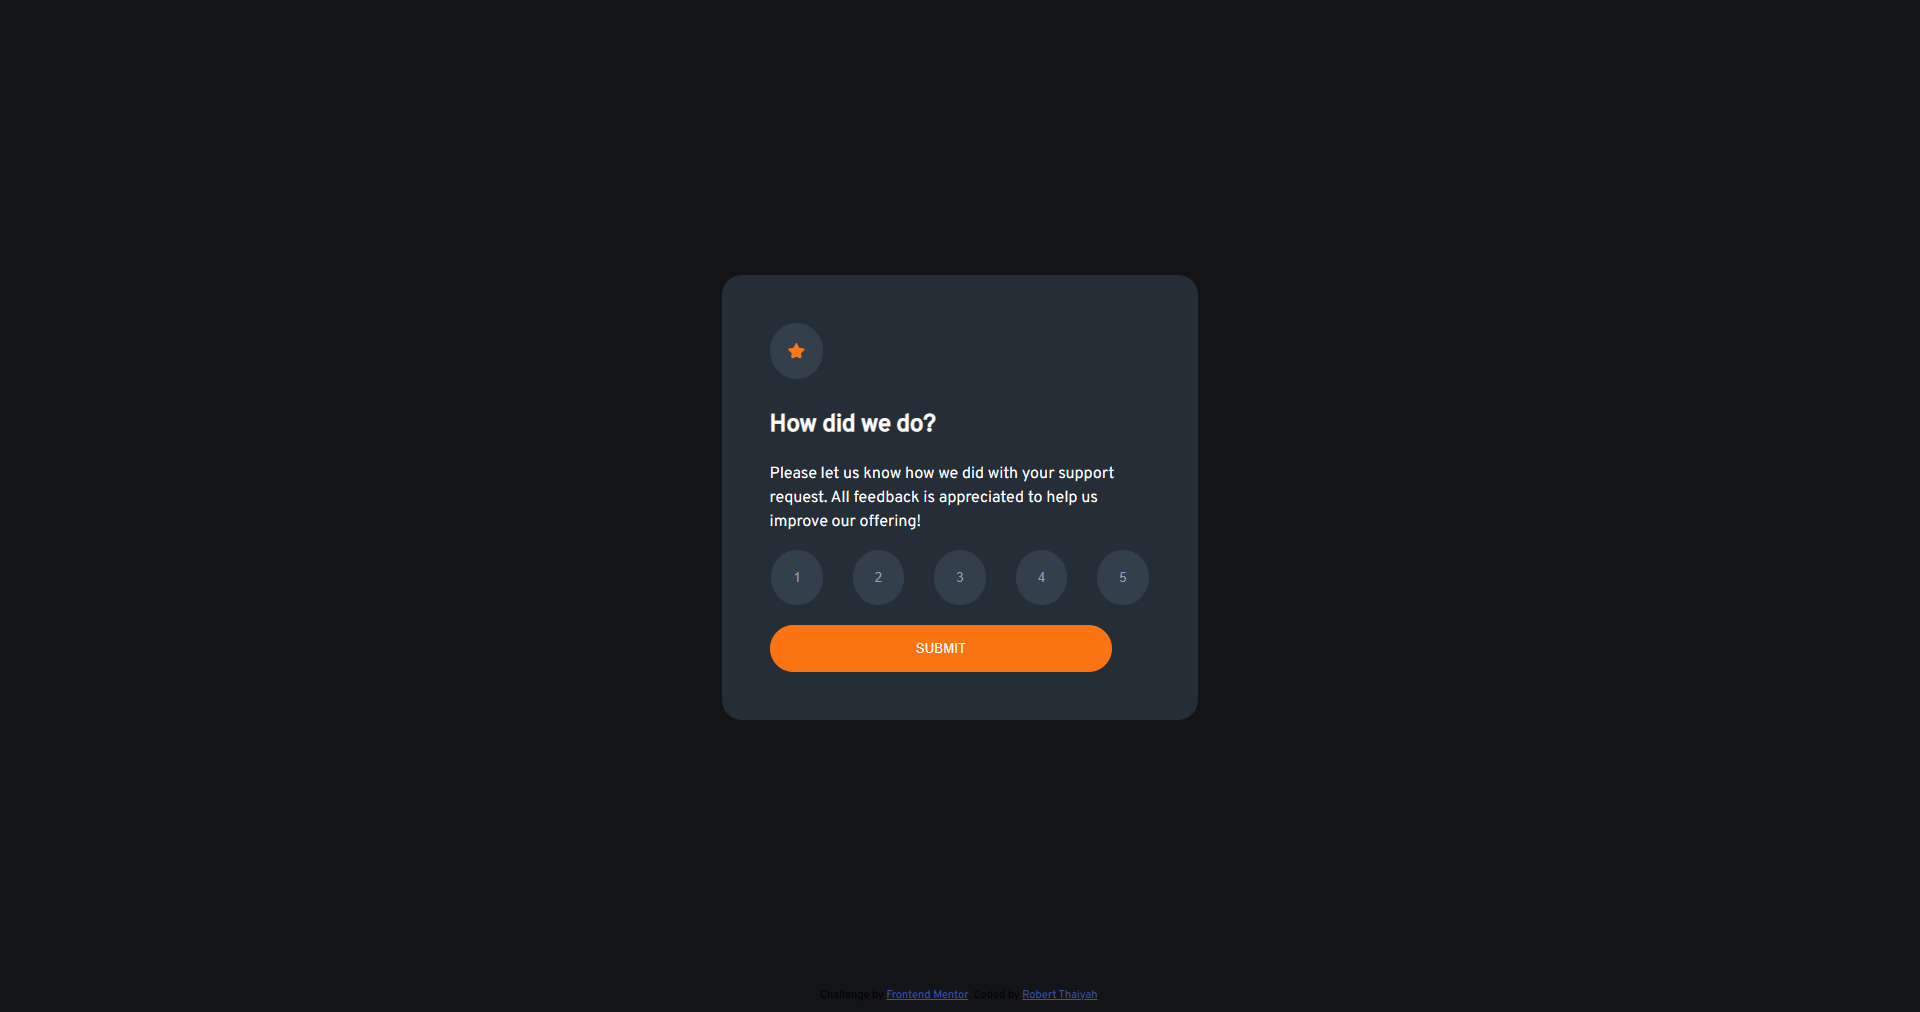 How did we do?
Please let us know how we did with your support
request. All feedback is appreciated to help us
improve our offering!
1 2 3 4 5
SUBMIT
Challenge by Frontend Mentor. Coded by Robert Thaiyah